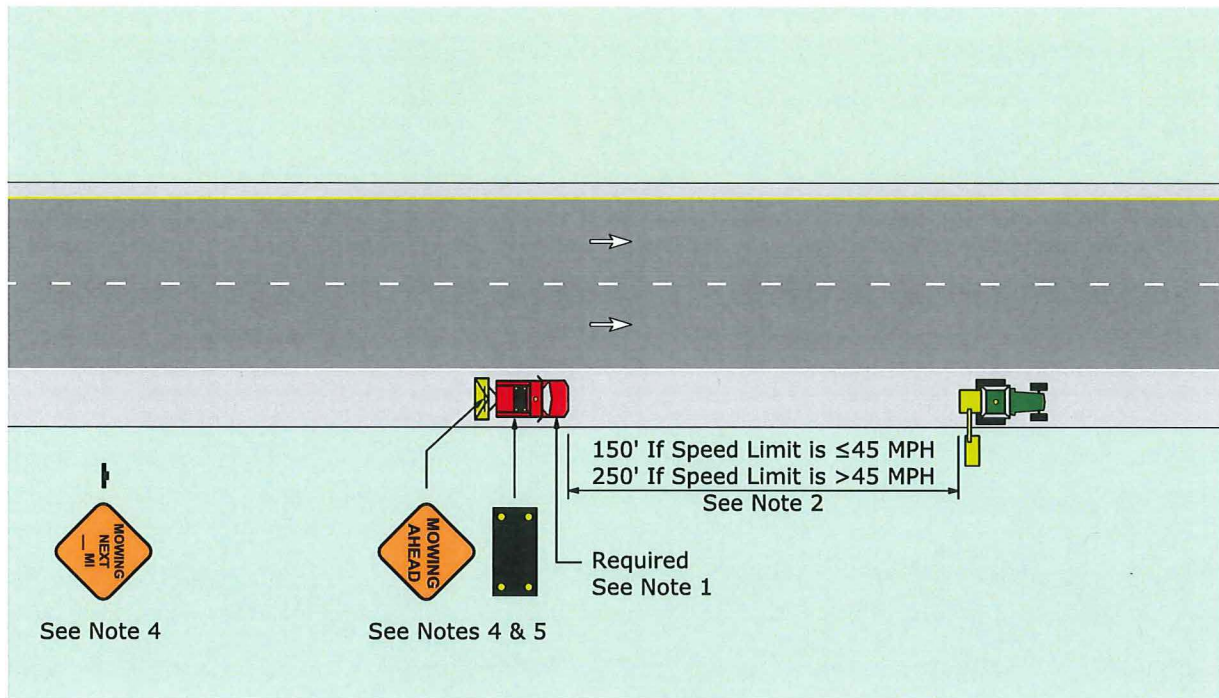 150' If Speed Limit is ≤45 MPH
250' If Speed Limit is >45 MPH
See Note 2
MOWING
NEXT
__ MI
See Note 4
MOWING
AHEAD
See Notes 4 & 5
Required
See Note 1